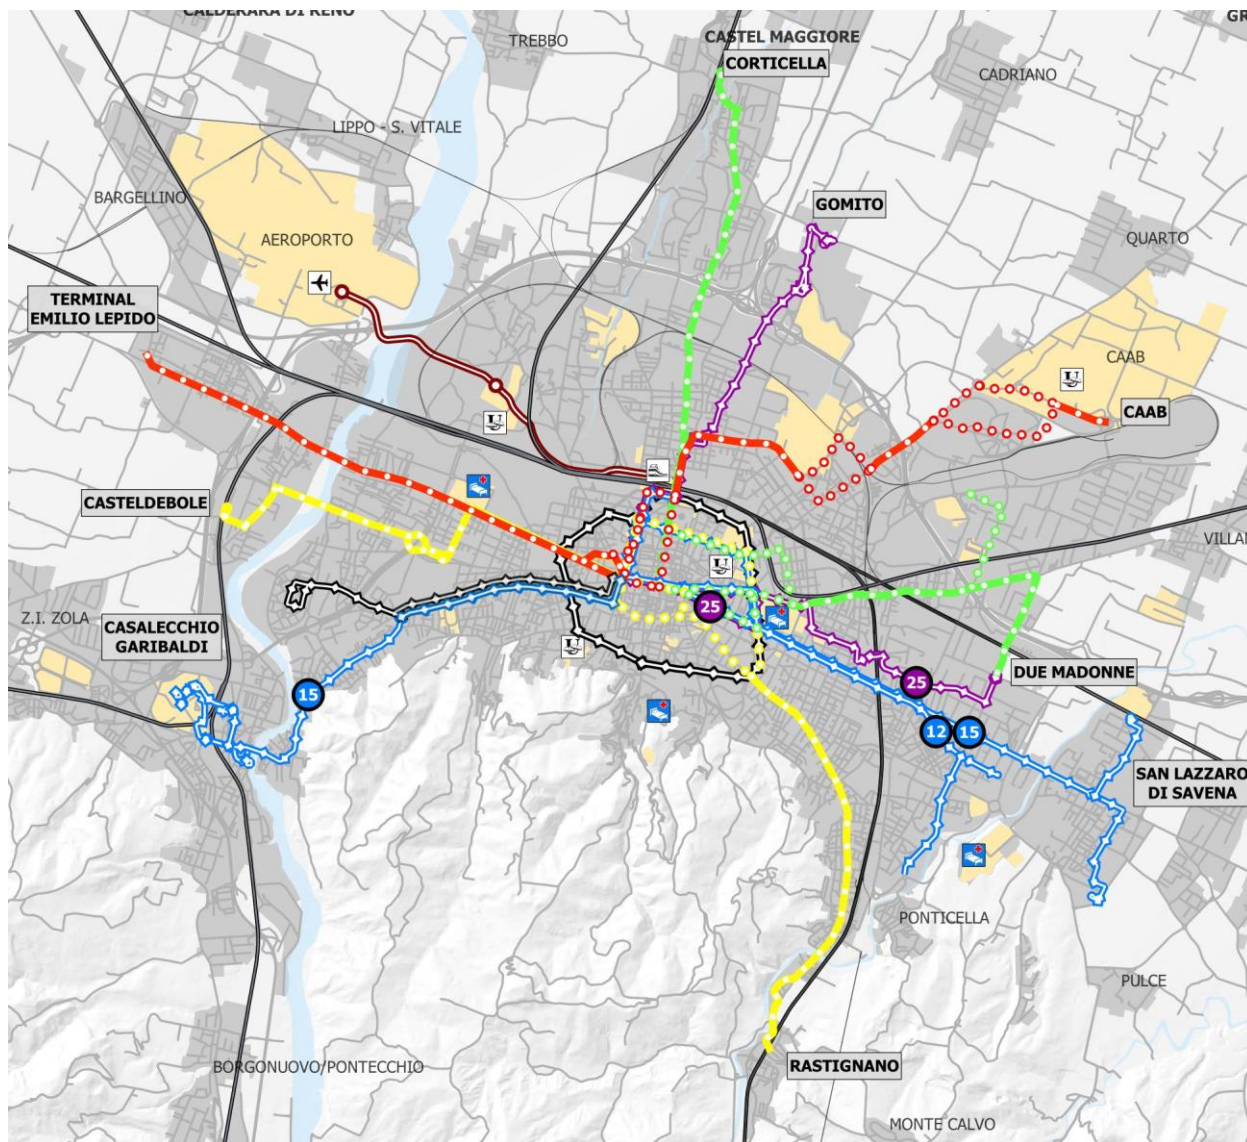 CALDERARA DI RENO
TREBBO
CASTEL MAGGIORE
CORTICELLA
CADRIANO
LIPPO - S. VITALE
BARGELLINO
GOMITO
AEROPORTO
QUARTO
TERMINAL
EMILIO LEPIDO
CAAB
CAAB
CASTELDEBOLE
VILLAN
25
Z.I. ZOLA
CASALECCHIO
GARIBALDI
DUE MADONNE
25
15
12
15
SAN LAZZARO
DI SAVENA
PONTICELLA
PULCE
BORGONUOVO/PONTECCHIO
RASTIGNANO
MONTE CALVO